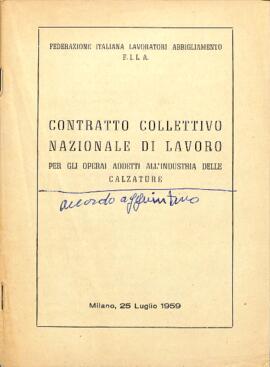 FEDERAZIONE ITALIANA LAVORATORI ABBIGLIAMENTO
F.I.L.A.
CONTRATTO COLLETTIVO
NAZIONALE DI LAVORO
PER GLI OPERAI ADDETTI ALL'INDUSTRIA DELLE
CALZATURE
accordo aggiuntivo
Milano, 25 Luglio 1959